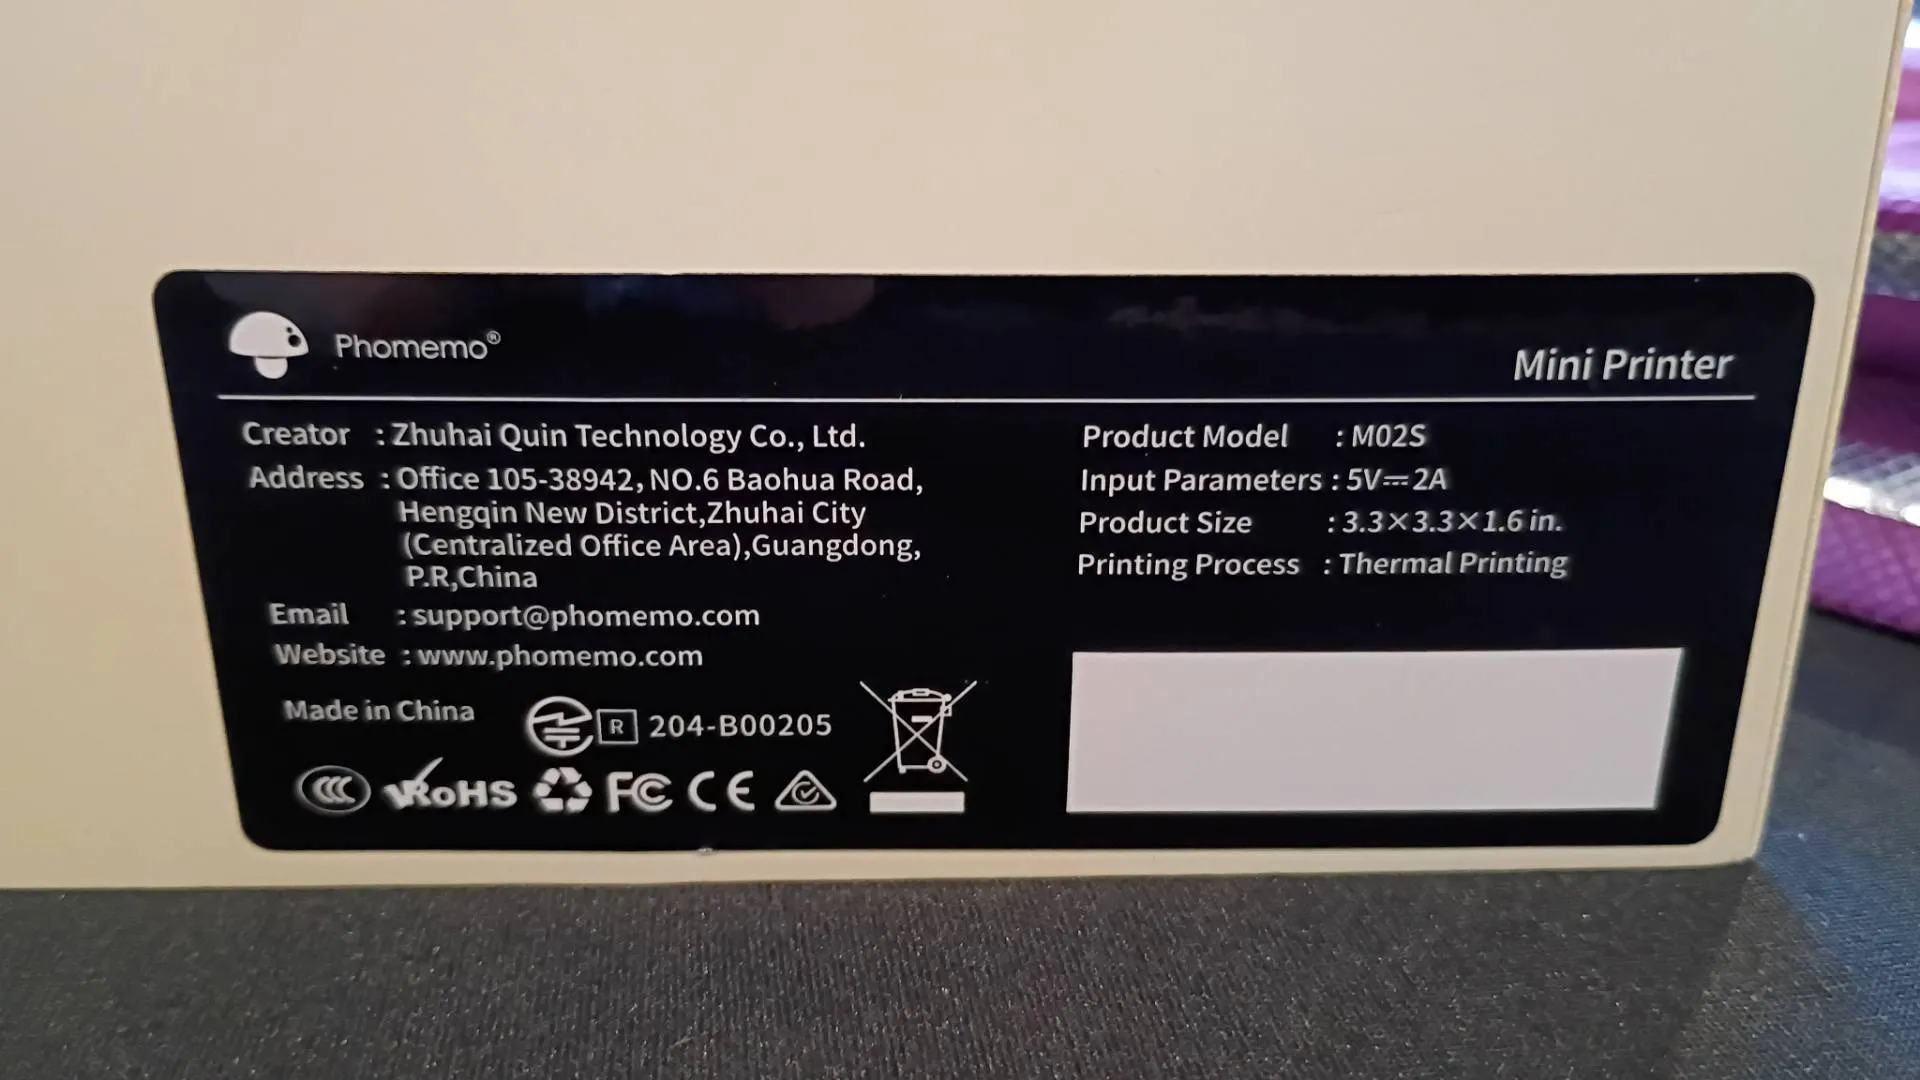 Phomemo®
Mini Printer
Creator : Zhuhai Quin Technology Co., Ltd.
Address : Office 105-38942, NO.6 Baohua Road,
Hengqin New District,Zhuhai City
(Centralized Office Area),Guangdong,
P.R,China
Email : support@phomemo.com
Website : www.phomemo.com
Made in China
R 204-B00205
CCC RoHS FC CE
Product Model : M02S
Input Parameters : 5V⎓2A
Product Size : 3.3×3.3×1.6 in.
Printing Process : Thermal Printing